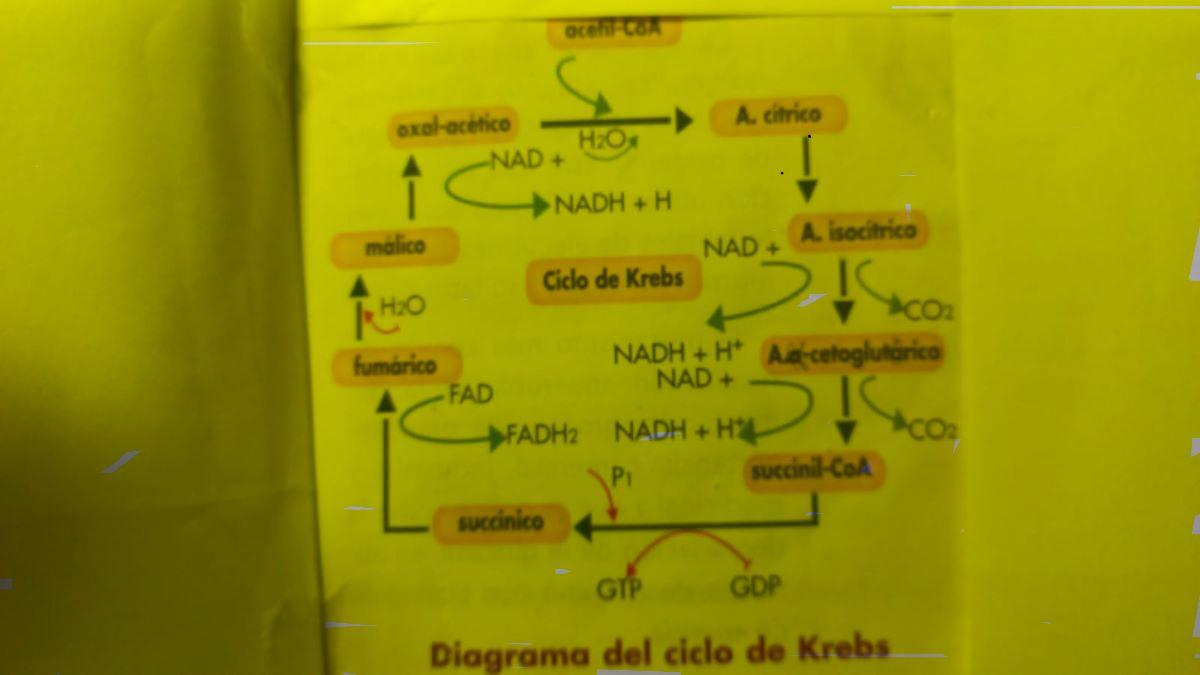 acetil-CoA
oxal-acético
A. cítrico
H2O
NAD +
NADH + H
málico
A. isocítrico
NAD +
Ciclo de Krebs
H2O
CO2
NADH + H+
A.α-cetoglutárico
fumárico
NAD +
FAD
FADH2
NADH + H+
CO2
P1
succinil-CoA
succínico
GTP
GDP
Diagrama del ciclo de Krebs